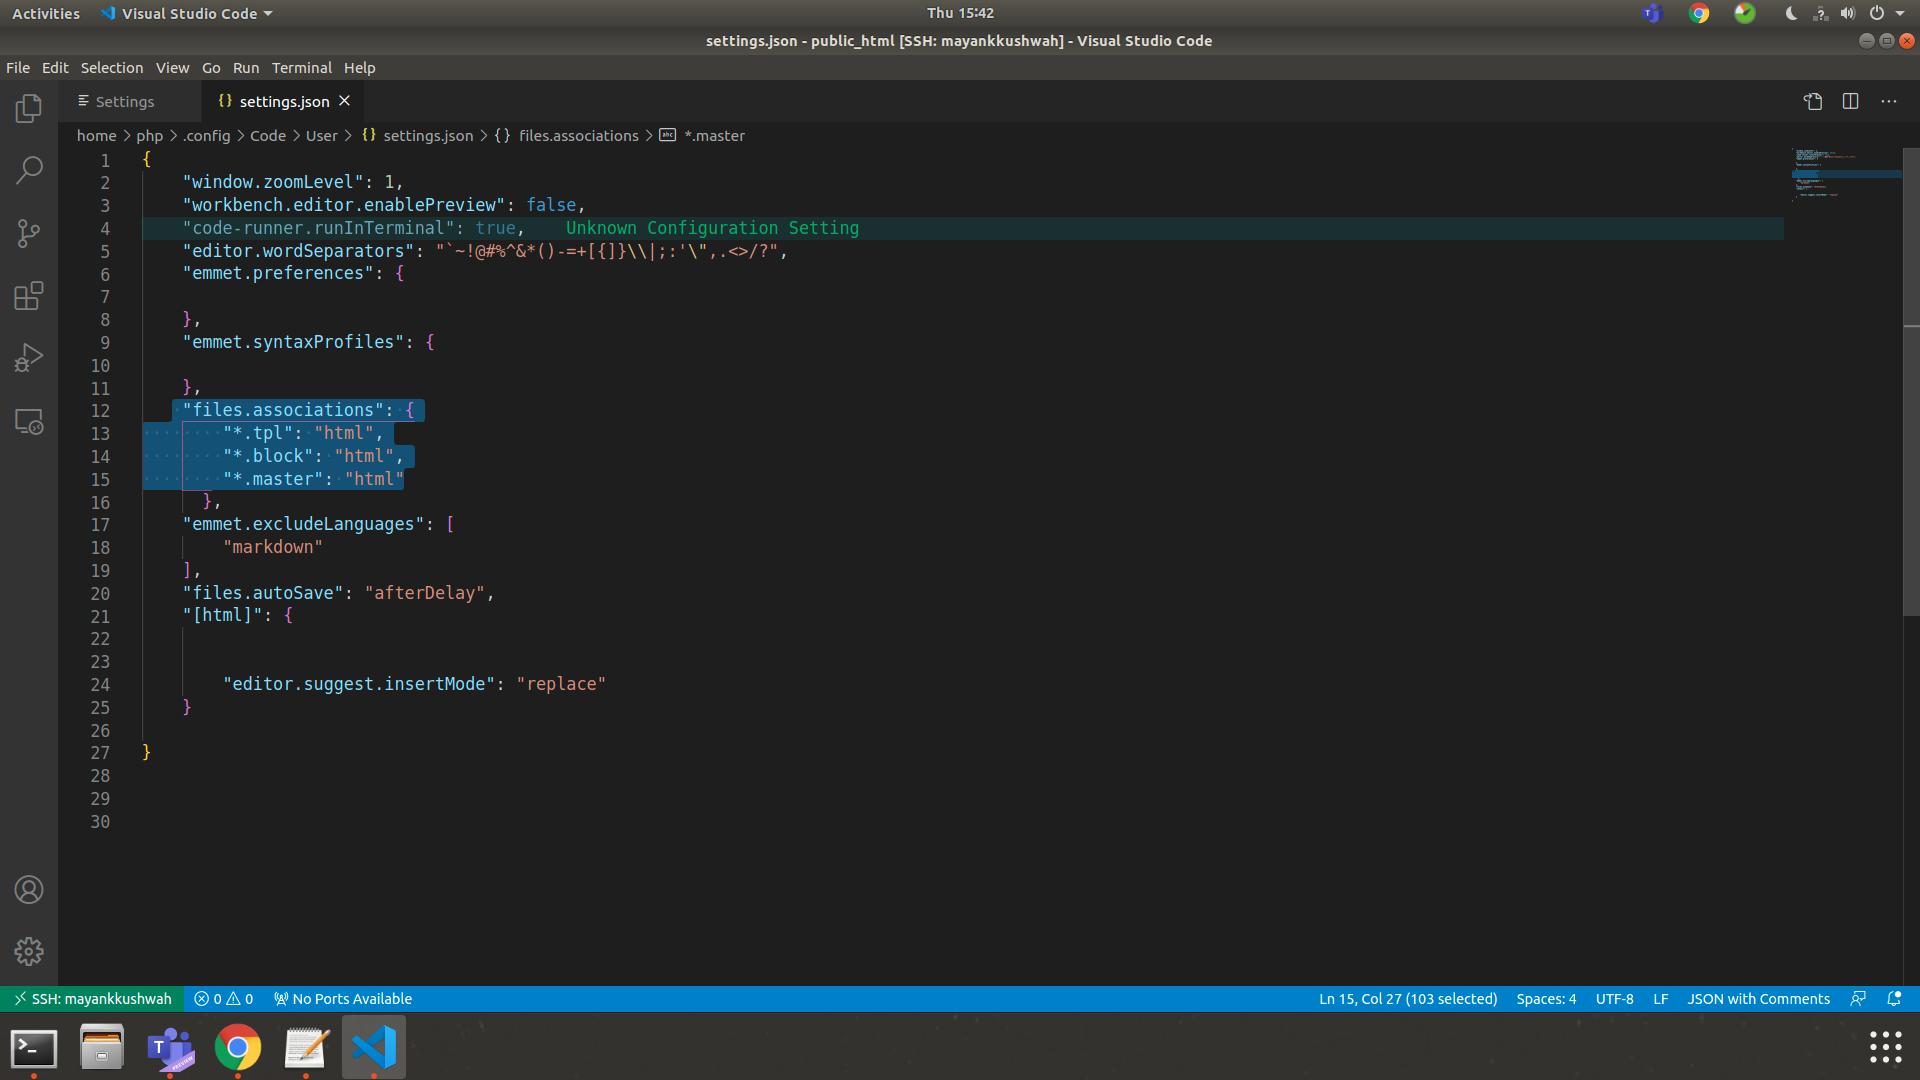 Activities Visual Studio Code Thu 15:42
settings.json - public_html [SSH: mayankkushwah] - Visual Studio Code
File Edit Selection View Go Run Terminal Help
Settings settings.json
home > php > .config > Code > User > {} settings.json > {} files.associations > abc *.master
1 {
2 "window.zoomLevel": 1,
3 "workbench.editor.enablePreview": false,
4 "code-runner.runInTerminal": true, Unknown Configuration Setting
5 "editor.wordSeparators": "`~!@#%^&*()-=+[{]}\\|;:'\",.<>/?",
6 "emmet.preferences": {
7
8 },
9 "emmet.syntaxProfiles": {
10
11 },
12 "files.associations": {
13 "*.tpl": "html",
14 "*.block": "html",
15 "*.master": "html"
16 },
17 "emmet.excludeLanguages": [
18 "markdown"
19 ],
20 "files.autoSave": "afterDelay",
21 "[html]": {
22
23
24 "editor.suggest.insertMode": "replace"
25 }
26
27 }
28
29
30
SSH: mayankkushwah 0 0 No Ports Available Ln 15, Col 27 (103 selected) Spaces: 4 UTF-8 LF JSON with Comments
T PREVIEW